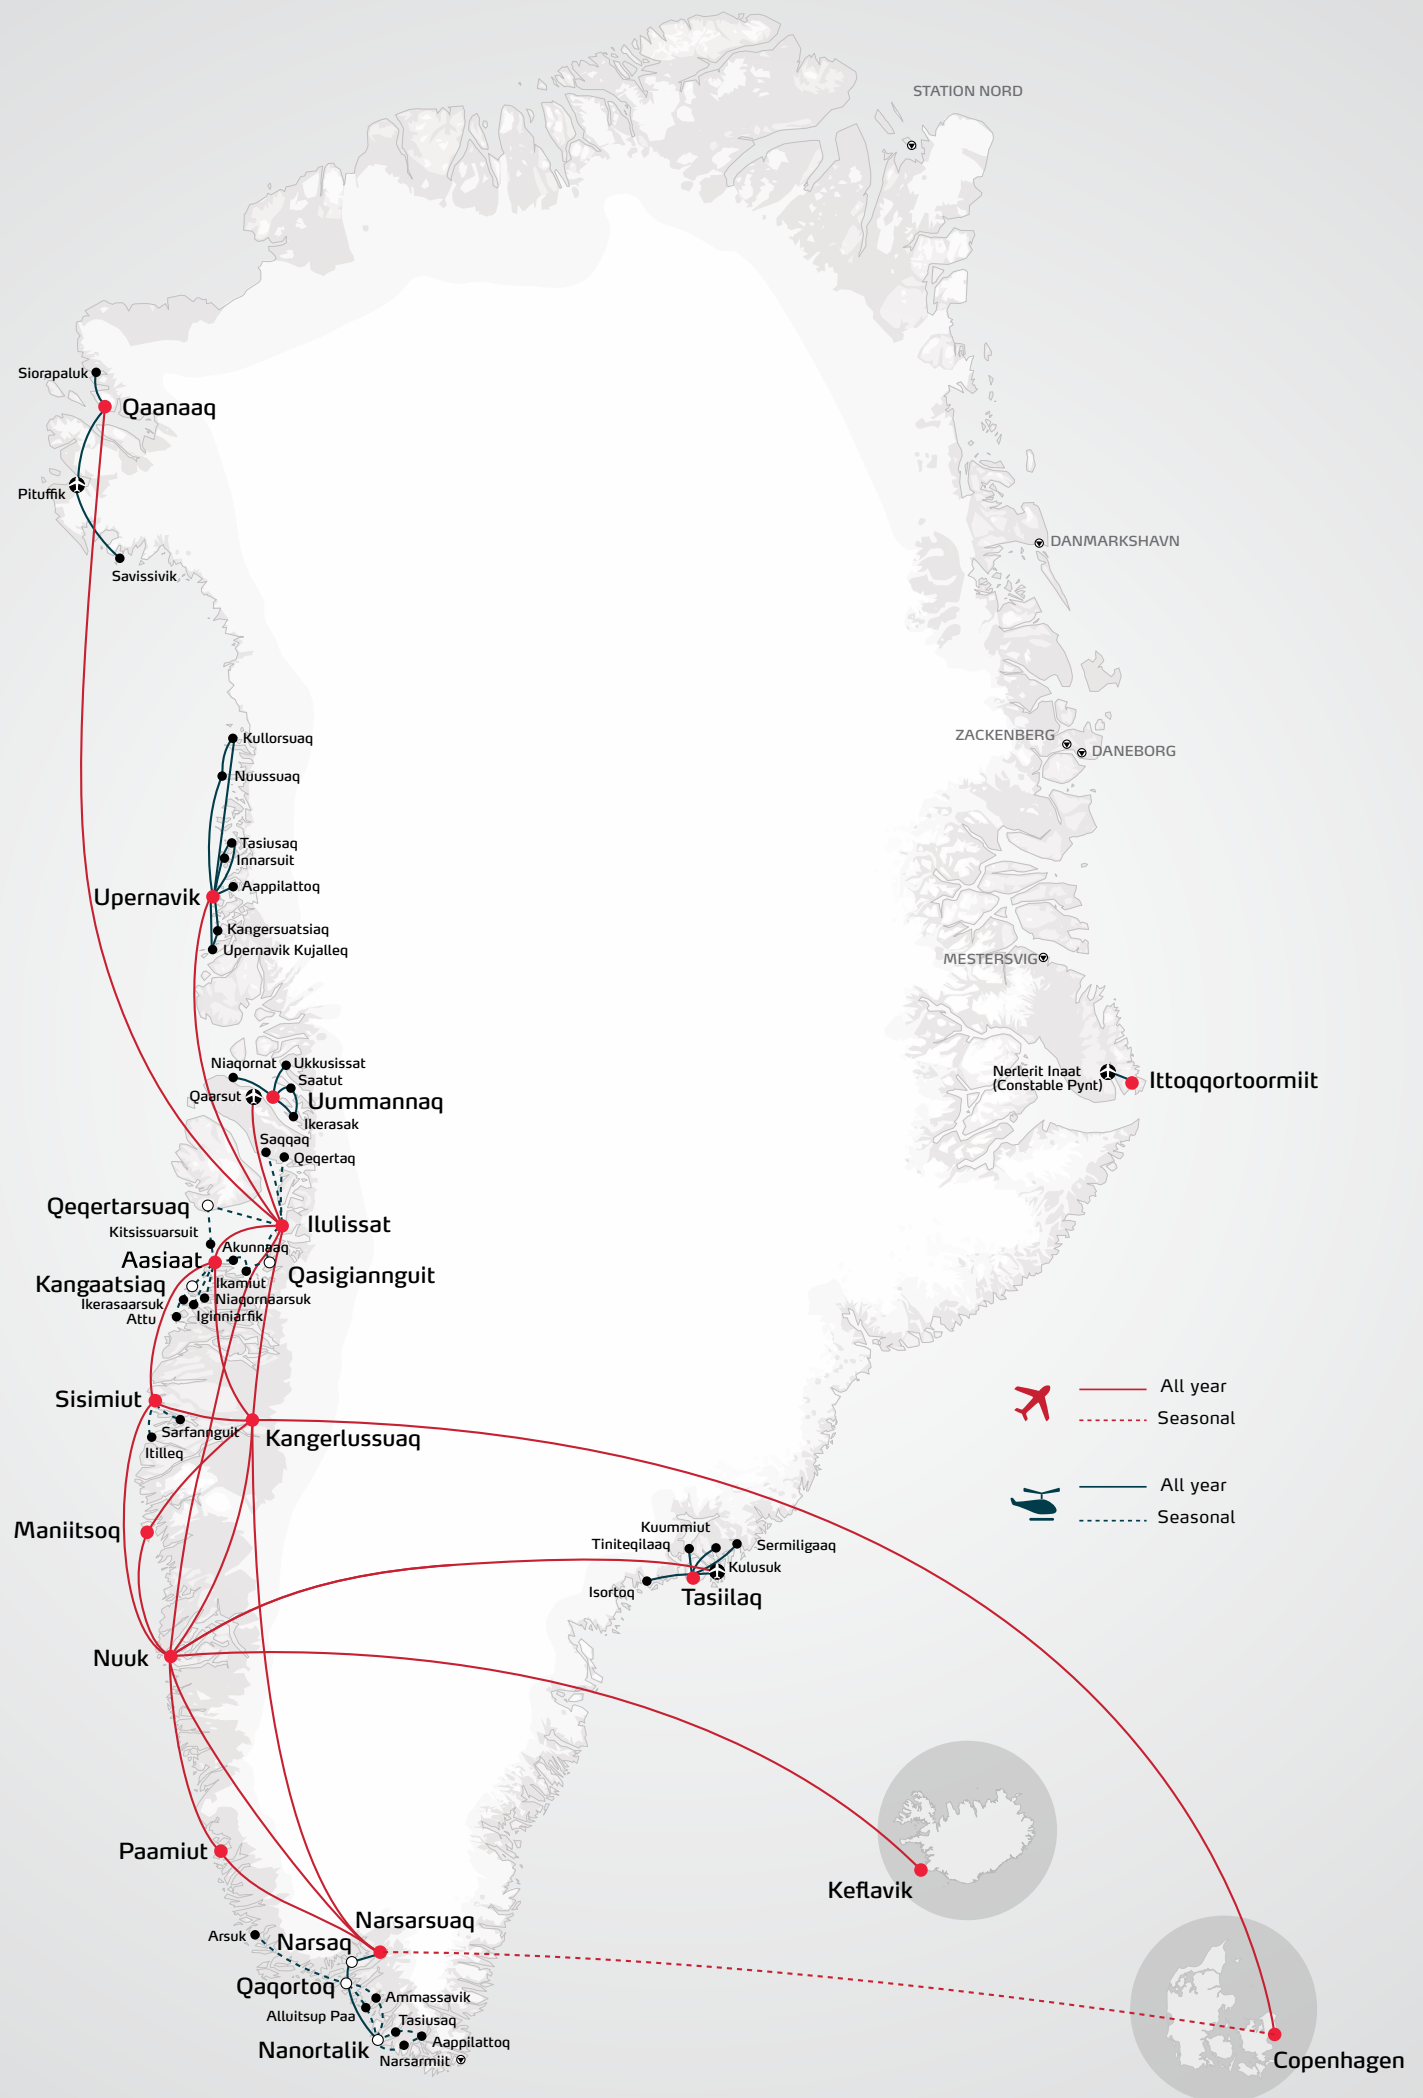 STATION NORD
Siorapaluk
Qaanaaq
Pituffik
Savissivik
DANMARKSHAVN
ZACKENBERG
DANEBORG
Kullorsuaq
Nuussuaq
Tasiusaq
Innarsuit
Aappilattoq
Upernavik
Kangersuatsiaq
Upernavik Kujalleq
MESTERSVIG
Niaqornat
Ukkusissat
Saatut
Qaarsut
Uummannaq
Ikerasak
Nerlerit Inaat
(Constable Pynt)
Ittoqqortoormiit
Saqqaq
Qeqertaq
Qeqertarsuaq
Kitsissuarsuit
Ilulissat
Akunnaaq
Aasiaat
Qasigiannguit
Kangaatsiaq
Ikamiut
Niaqornaarsuk
Ikerasaarsuk
Iginniarfik
Attu
Sisimiut
Sarfannguit
Itilleq
Kangerlussuaq
All year
Seasonal
All year
Seasonal
Maniitsoq
Kuummiut
Tiniteqilaaq
Sermiligaaq
Kulusuk
Isortoq
Tasiilaq
Nuuk
Paamiut
Keflavik
Narsarsuaq
Arsuk
Narsaq
Qaqortoq
Ammassavik
Alluitsup Paa
Tasiusaq
Aappilattoq
Nanortalik
Narsarmiit
Copenhagen